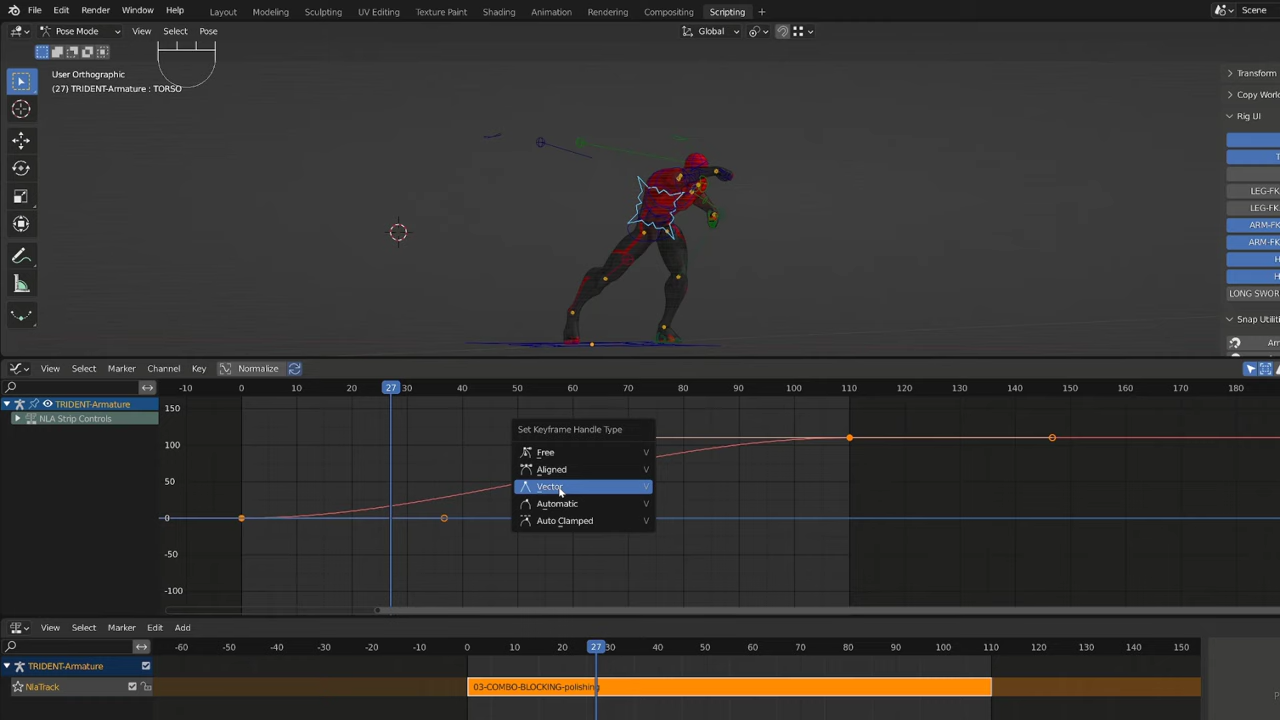 File Edit Render Window Help Layout Modeling Sculpting UV Editing Texture Paint Shading Animation Rendering Compositing Scripting + Scene
Pose Mode View Select Pose Global
User Orthographic
(27) TRIDENT-Armature : TORSO
Transform
Copy World
Rig UI
LEG-FK
LEG-FK
ARM-FK
ARM-FK
H
H
LONG SWOR
Snap Utiliti
View Select Marker Channel Key Normalize
-10 0 10 20 27 30 40 50 60 70 80 90 100 110 120 130 140 150 160 170 180
TRIDENT-Armature
NLA Strip Controls
150
100
50
0
-50
-100
Set Keyframe Handle Type
Free V
Aligned V
Vector V
Automatic V
Auto Clamped V
View Select Marker Edit Add
-60 -50 -40 -30 -20 -10 0 10 20 27 30 40 50 60 70 80 90 100 110 120 130 140 150
TRIDENT-Armature
NlaTrack
03-COMBO-BLOCKING-polishing